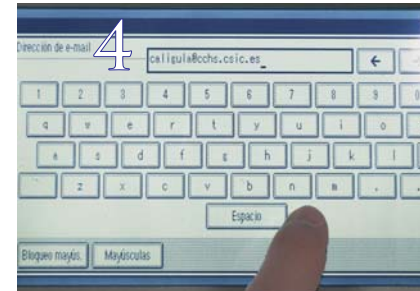 4
Dirección de e-mail
caligula@cchs.csic.es_
1 2 3 4 5 6 7 8 9 0
q w e r t y u i o
a s d f g h j k l
z x c v b n m .
Espacio
Bloqueo mayús. Mayúsculas